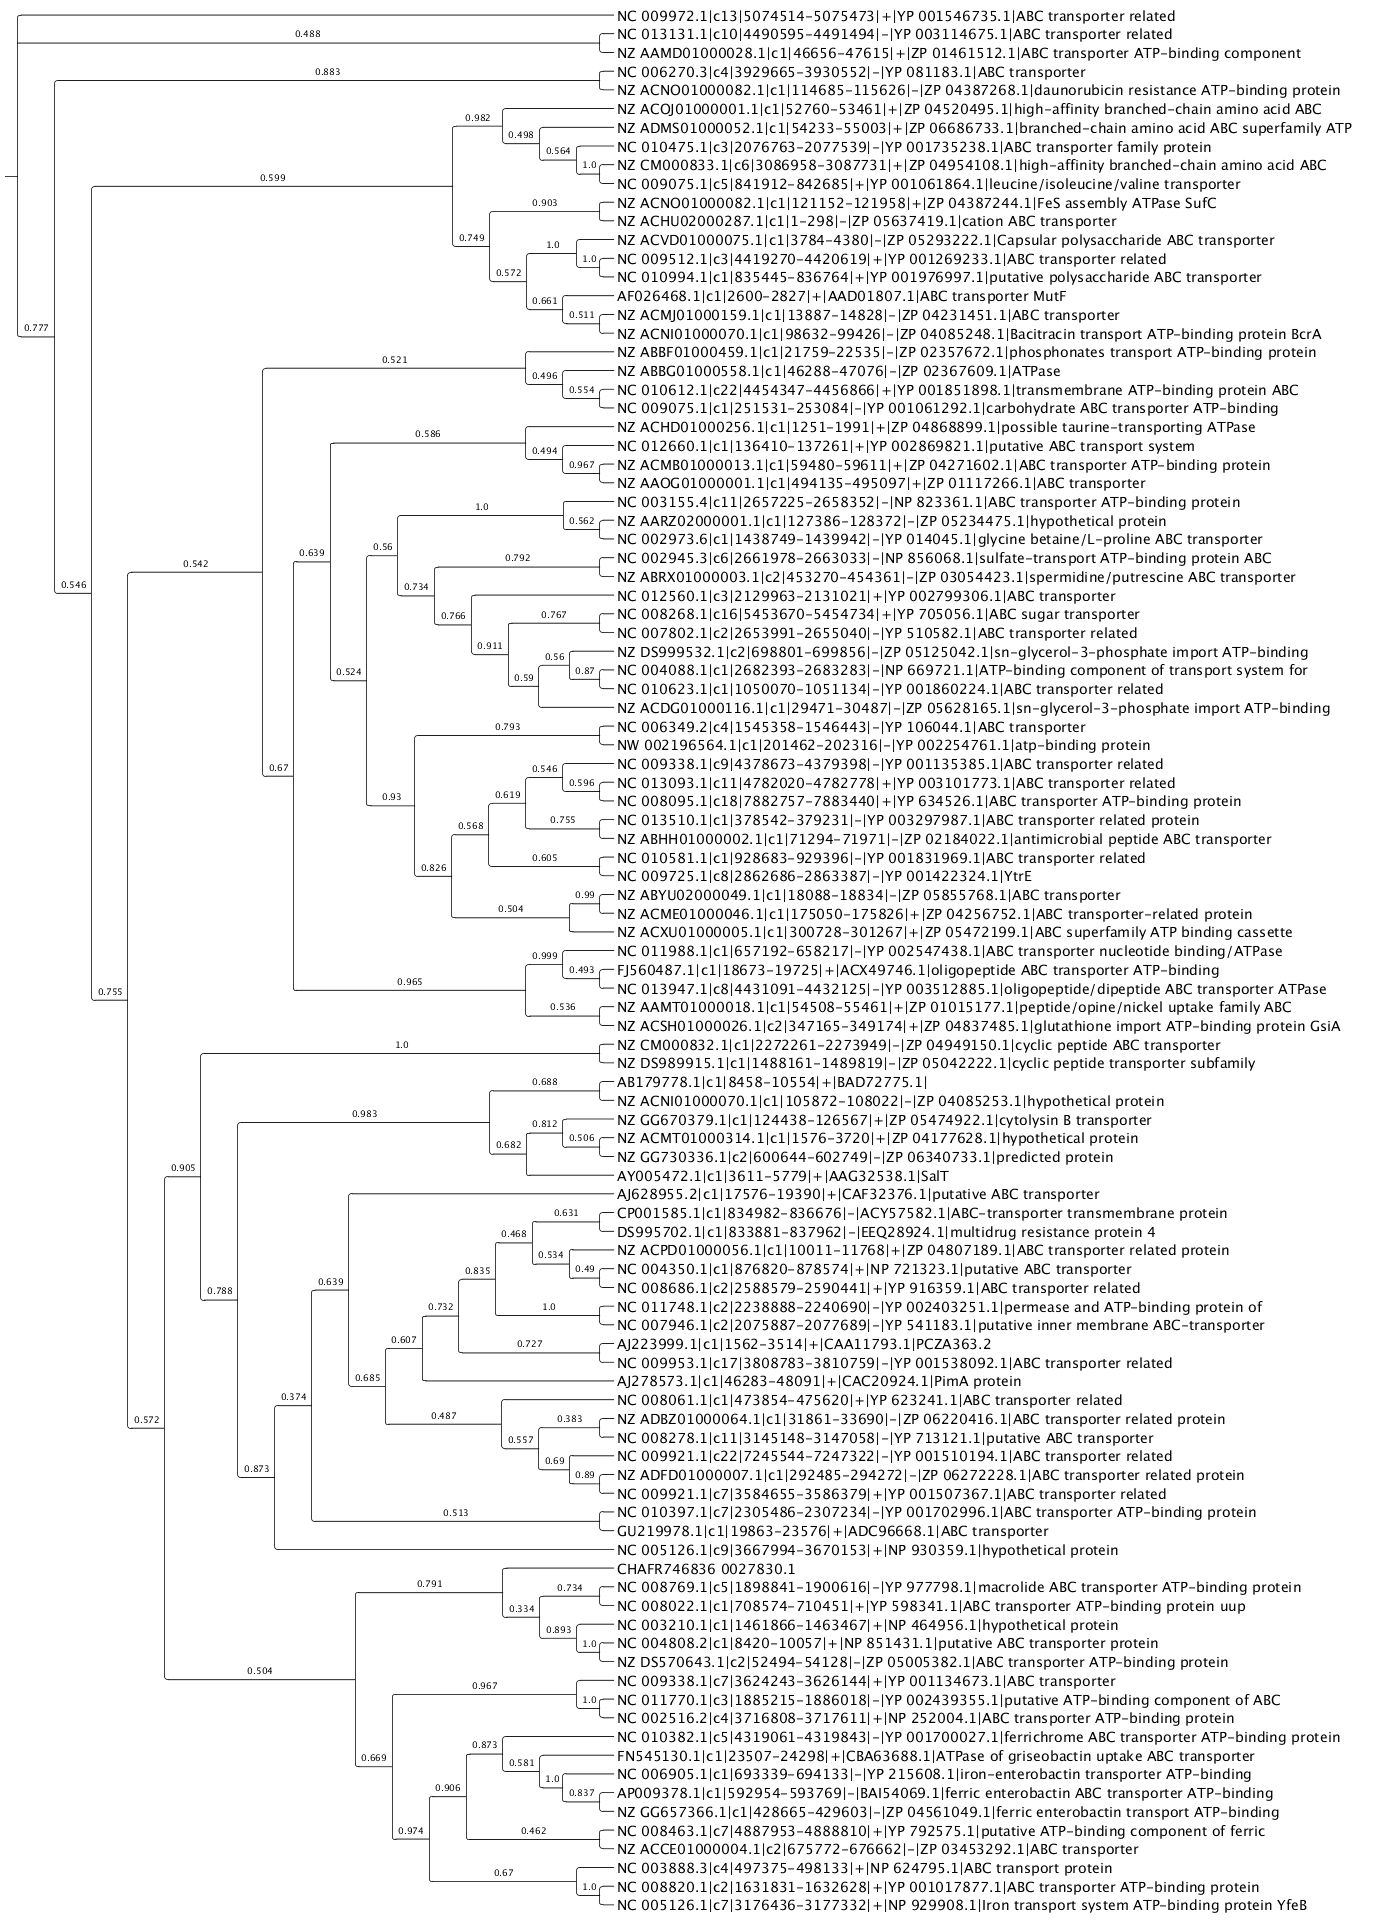 NC 009972.1|c13|5074514-5075473|+|YP 001546735.1|ABC transporter related
0.488
NC 013131.1|c10|4490595-4491494|-|YP 003114675.1|ABC transporter related
NZ AAMD01000028.1|c1|46656-47615|+|ZP 01461512.1|ABC transporter ATP-binding component
0.883
NC 006270.3|c4|3929665-3930552|-|YP 081183.1|ABC transporter
NZ ACNO01000082.1|c1|114685-115626|-|ZP 04387268.1|daunorubicin resistance ATP-binding protein
NZ ACOJ01000001.1|c1|52760-53461|+|ZP 04520495.1|high-affinity branched-chain amino acid ABC
0.982
NZ ADMS01000052.1|c1|54233-55003|+|ZP 06686733.1|branched-chain amino acid ABC superfamily ATP
0.498
NC 010475.1|c3|2076763-2077539|-|YP 001735238.1|ABC transporter family protein
0.564
NZ CM000833.1|c6|3086958-3087731|+|ZP 04954108.1|high-affinity branched-chain amino acid ABC
1.0
NC 009075.1|c5|841912-842685|+|YP 001061864.1|leucine/isoleucine/valine transporter
0.599
NZ ACNO01000082.1|c1|121152-121958|+|ZP 04387244.1|FeS assembly ATPase SufC
0.903
NZ ACHU02000287.1|c1|1-298|-|ZP 05637419.1|cation ABC transporter
0.749
NZ ACVD01000075.1|c1|3784-4380|-|ZP 05293222.1|Capsular polysaccharide ABC transporter
1.0
NC 009512.1|c3|4419270-4420619|+|YP 001269233.1|ABC transporter related
1.0
NC 010994.1|c1|835445-836764|+|YP 001976997.1|putative polysaccharide ABC transporter
0.572
AF026468.1|c1|2600-2827|+|AAD01807.1|ABC transporter MutF
0.661
NZ ACMJ01000159.1|c1|13887-14828|-|ZP 04231451.1|ABC transporter
0.511
NZ ACNI01000070.1|c1|98632-99426|-|ZP 04085248.1|Bacitracin transport ATP-binding protein BcrA
0.777
NZ ABBF01000459.1|c1|21759-22535|-|ZP 02357672.1|phosphonates transport ATP-binding protein
0.521
NZ ABBG01000558.1|c1|46288-47076|-|ZP 02367609.1|ATPase
0.496
NC 010612.1|c22|4454347-4456866|+|YP 001851898.1|transmembrane ATP-binding protein ABC
0.554
NC 009075.1|c1|251531-253084|-|YP 001061292.1|carbohydrate ABC transporter ATP-binding
NZ ACHD01000256.1|c1|1251-1991|+|ZP 04868899.1|possible taurine-transporting ATPase
0.586
NC 012660.1|c1|136410-137261|+|YP 002869821.1|putative ABC transport system
0.494
NZ ACMB01000013.1|c1|59480-59611|+|ZP 04271602.1|ABC transporter ATP-binding protein
0.967
NZ AAOG01000001.1|c1|494135-495097|+|ZP 01117266.1|ABC transporter
NC 003155.4|c11|2657225-2658352|-|NP 823361.1|ABC transporter ATP-binding protein
1.0
NZ AARZ02000001.1|c1|127386-128372|-|ZP 05234475.1|hypothetical protein
0.562
NC 002973.6|c1|1438749-1439942|-|YP 014045.1|glycine betaine/L-proline ABC transporter
0.56
0.639
NC 002945.3|c6|2661978-2663033|-|NP 856068.1|sulfate-transport ATP-binding protein ABC
0.792
0.542
NZ ABRX01000003.1|c2|453270-454361|-|ZP 03054423.1|spermidine/putrescine ABC transporter
0.546
0.734
NC 012560.1|c3|2129963-2131021|+|YP 002799306.1|ABC transporter
0.766
NC 008268.1|c16|5453670-5454734|+|YP 705056.1|ABC sugar transporter
0.767
NC 007802.1|c2|2653991-2655040|-|YP 510582.1|ABC transporter related
0.911
NZ DS999532.1|c2|698801-699856|-|ZP 05125042.1|sn-glycerol-3-phosphate import ATP-binding
0.56
NC 004088.1|c1|2682393-2683283|-|NP 669721.1|ATP-binding component of transport system for
0.87
0.524
0.59
NC 010623.1|c1|1050070-1051134|-|YP 001860224.1|ABC transporter related
NZ ACDG01000116.1|c1|29471-30487|-|ZP 05628165.1|sn-glycerol-3-phosphate import ATP-binding
NC 006349.2|c4|1545358-1546443|-|YP 106044.1|ABC transporter
0.793
NW 002196564.1|c1|201462-202316|-|YP 002254761.1|atp-binding protein
0.67
NC 009338.1|c9|4378673-4379398|-|YP 001135385.1|ABC transporter related
0.546
NC 013093.1|c11|4782020-4782778|+|YP 003101773.1|ABC transporter related
0.596
0.619
0.93
NC 008095.1|c18|7882757-7883440|+|YP 634526.1|ABC transporter ATP-binding protein
NC 013510.1|c1|378542-379231|-|YP 003297987.1|ABC transporter related protein
0.755
0.568
NZ ABHH01000002.1|c1|71294-71971|-|ZP 02184022.1|antimicrobial peptide ABC transporter
NC 010581.1|c1|928683-929396|-|YP 001831969.1|ABC transporter related
0.605
0.826
NC 009725.1|c8|2862686-2863387|-|YP 001422324.1|YtrE
NZ ABYU02000049.1|c1|18088-18834|-|ZP 05855768.1|ABC transporter
0.99
0.504
NZ ACME01000046.1|c1|175050-175826|+|ZP 04256752.1|ABC transporter-related protein
NZ ACXU01000005.1|c1|300728-301267|+|ZP 05472199.1|ABC superfamily ATP binding cassette
NC 011988.1|c1|657192-658217|-|YP 002547438.1|ABC transporter nucleotide binding/ATPase
0.999
FJ560487.1|c1|18673-19725|+|ACX49746.1|oligopeptide ABC transporter ATP-binding
0.493
0.965
NC 013947.1|c8|4431091-4432125|-|YP 003512885.1|oligopeptide/dipeptide ABC transporter ATPase
0.755
NZ AAMT01000018.1|c1|54508-55461|+|ZP 01015177.1|peptide/opine/nickel uptake family ABC
0.536
NZ ACSH01000026.1|c2|347165-349174|+|ZP 04837485.1|glutathione import ATP-binding protein GsiA
NZ CM000832.1|c1|2272261-2273949|-|ZP 04949150.1|cyclic peptide ABC transporter
1.0
NZ DS989915.1|c1|1488161-1489819|-|ZP 05042222.1|cyclic peptide transporter subfamily
AB179778.1|c1|8458-10554|+|BAD72775.1|
0.688
NZ ACNI01000070.1|c1|105872-108022|-|ZP 04085253.1|hypothetical protein
0.983
NZ GG670379.1|c1|124438-126567|+|ZP 05474922.1|cytolysin B transporter
0.812
NZ ACMT01000314.1|c1|1576-3720|+|ZP 04177628.1|hypothetical protein
0.506
0.682
NZ GG730336.1|c2|600644-602749|-|ZP 06340733.1|predicted protein
0.905
AY005472.1|c1|3611-5779|+|AAG32538.1|SalT
AJ628955.2|c1|17576-19390|+|CAF32376.1|putative ABC transporter
CP001585.1|c1|834982-836676|-|ACY57582.1|ABC-transporter transmembrane protein
0.631
DS995702.1|c1|833881-837962|-|EEQ28924.1|multidrug resistance protein 4
0.468
NZ ACPD01000056.1|c1|10011-11768|+|ZP 04807189.1|ABC transporter related protein
0.534
NC 004350.1|c1|876820-878574|+|NP 721323.1|putative ABC transporter
0.49
0.835
0.639
0.788
NC 008686.1|c2|2588579-2590441|+|YP 916359.1|ABC transporter related
NC 011748.1|c2|2238888-2240690|-|YP 002403251.1|permease and ATP-binding protein of
1.0
0.732
NC 007946.1|c2|2075887-2077689|-|YP 541183.1|putative inner membrane ABC-transporter
AJ223999.1|c1|1562-3514|+|CAA11793.1|PCZA363.2
0.727
0.607
NC 009953.1|c17|3808783-3810759|-|YP 001538092.1|ABC transporter related
AJ278573.1|c1|46283-48091|+|CAC20924.1|PimA protein
0.685
0.374
NC 008061.1|c1|473854-475620|+|YP 623241.1|ABC transporter related
0.487
0.572
NZ ADBZ01000064.1|c1|31861-33690|-|ZP 06220416.1|ABC transporter related protein
0.383
NC 008278.1|c11|3145148-3147058|-|YP 713121.1|putative ABC transporter
0.557
NC 009921.1|c22|7245544-7247322|-|YP 001510194.1|ABC transporter related
0.69
NZ ADFD01000007.1|c1|292485-294272|-|ZP 06272228.1|ABC transporter related protein
0.89
0.873
NC 009921.1|c7|3584655-3586379|+|YP 001507367.1|ABC transporter related
NC 010397.1|c7|2305486-2307234|-|YP 001702996.1|ABC transporter ATP-binding protein
0.513
GU219978.1|c1|19863-23576|+|ADC96668.1|ABC transporter
NC 005126.1|c9|3667994-3670153|+|NP 930359.1|hypothetical protein
CHAFR746836 0027830.1
0.791
NC 008769.1|c5|1898841-1900616|-|YP 977798.1|macrolide ABC transporter ATP-binding protein
0.734
NC 008022.1|c1|708574-710451|+|YP 598341.1|ABC transporter ATP-binding protein uup
0.334
NC 003210.1|c1|1461866-1463467|+|NP 464956.1|hypothetical protein
0.893
NC 004808.2|c1|8420-10057|+|NP 851431.1|putative ABC transporter protein
1.0
NZ DS570643.1|c2|52494-54128|-|ZP 05005382.1|ABC transporter ATP-binding protein
0.504
NC 009338.1|c7|3624243-3626144|+|YP 001134673.1|ABC transporter
0.967
NC 011770.1|c3|1885215-1886018|-|YP 002439355.1|putative ATP-binding component of ABC
1.0
NC 002516.2|c4|3716808-3717611|+|NP 252004.1|ABC transporter ATP-binding protein
NC 010382.1|c5|4319061-4319843|-|YP 001700027.1|ferrichrome ABC transporter ATP-binding protein
0.873
FN545130.1|c1|23507-24298|+|CBA63688.1|ATPase of griseobactin uptake ABC transporter
0.581
0.669
NC 006905.1|c1|693339-694133|-|YP 215608.1|iron-enterobactin transporter ATP-binding
1.0
0.906
AP009378.1|c1|592954-593769|-|BAI54069.1|ferric enterobactin ABC transporter ATP-binding
0.837
NZ GG657366.1|c1|428665-429603|-|ZP 04561049.1|ferric enterobactin transport ATP-binding
0.974
NC 008463.1|c7|4887953-4888810|+|YP 792575.1|putative ATP-binding component of ferric
0.462
NZ ACCE01000004.1|c2|675772-676662|-|ZP 03453292.1|ABC transporter
NC 003888.3|c4|497375-498133|+|NP 624795.1|ABC transport protein
0.67
NC 008820.1|c2|1631831-1632628|+|YP 001017877.1|ABC transporter ATP-binding protein
1.0
NC 005126.1|c7|3176436-3177332|+|NP 929908.1|Iron transport system ATP-binding protein YfeB